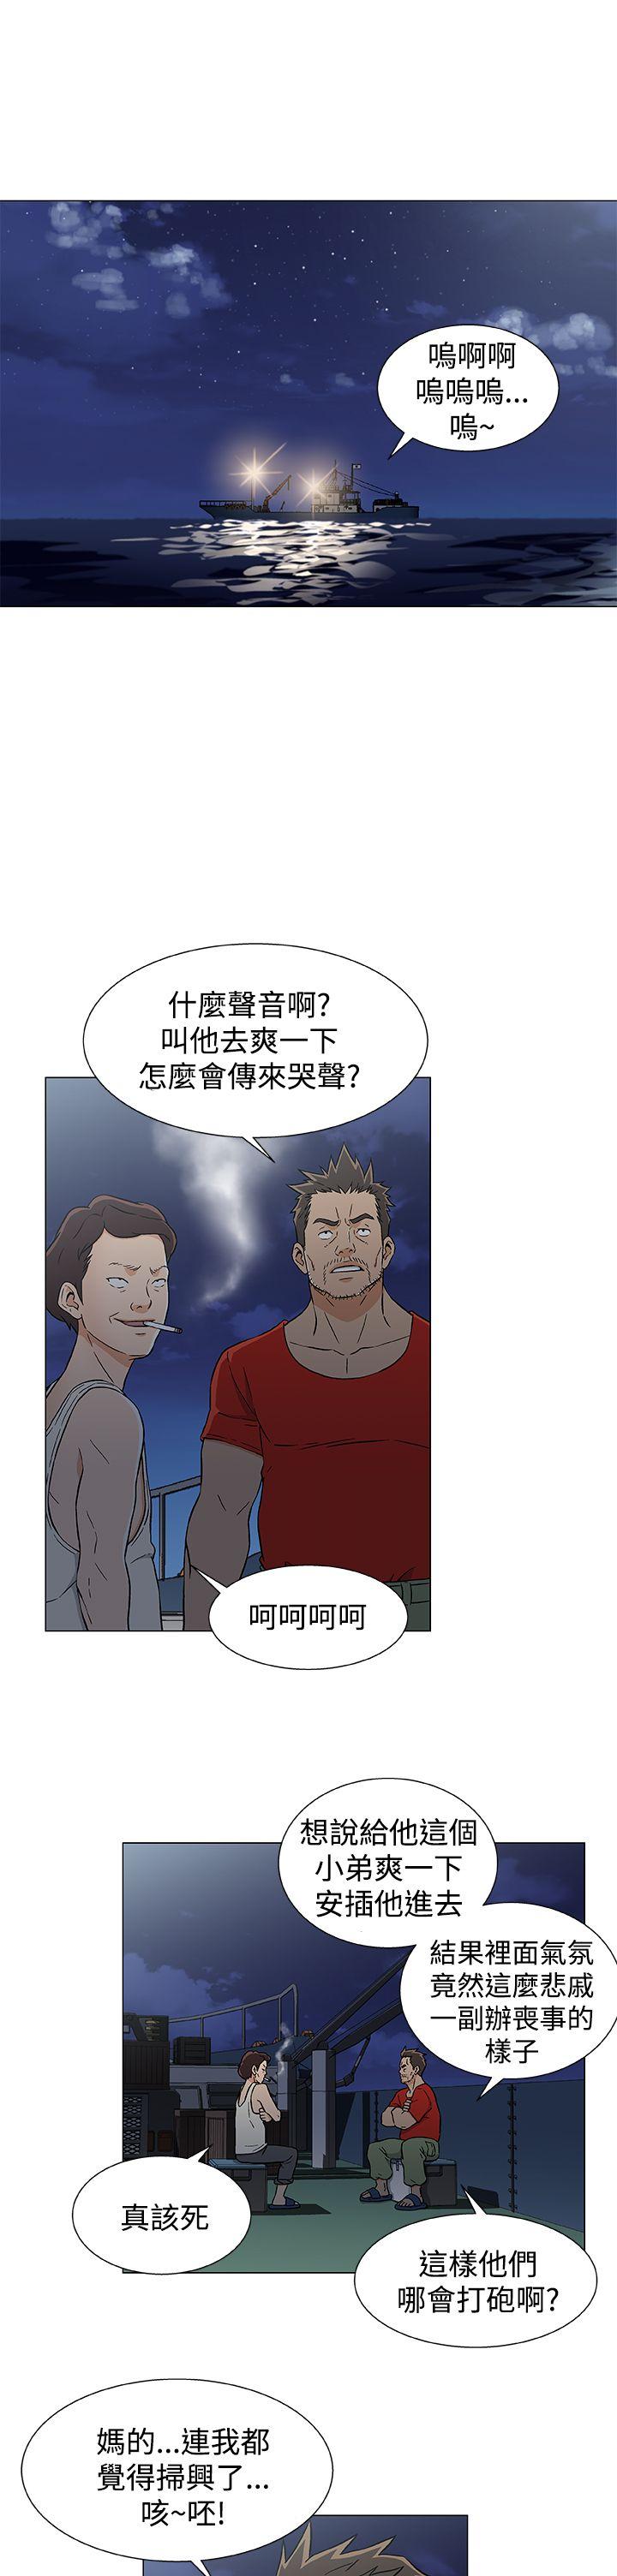 嗚啊啊
嗚嗚嗚...
嗚~
什麼聲音啊?
叫他去爽一下
怎麼會傳來哭聲?
呵呵呵呵
想說給他這個
小弟爽一下
安插他進去
結果裡面氣氛
竟然這麼悲戚
一副辦喪事的
樣子
真該死
這樣他們
哪會打砲啊?
媽的...連我都
覺得掃興了...
咳~呸!